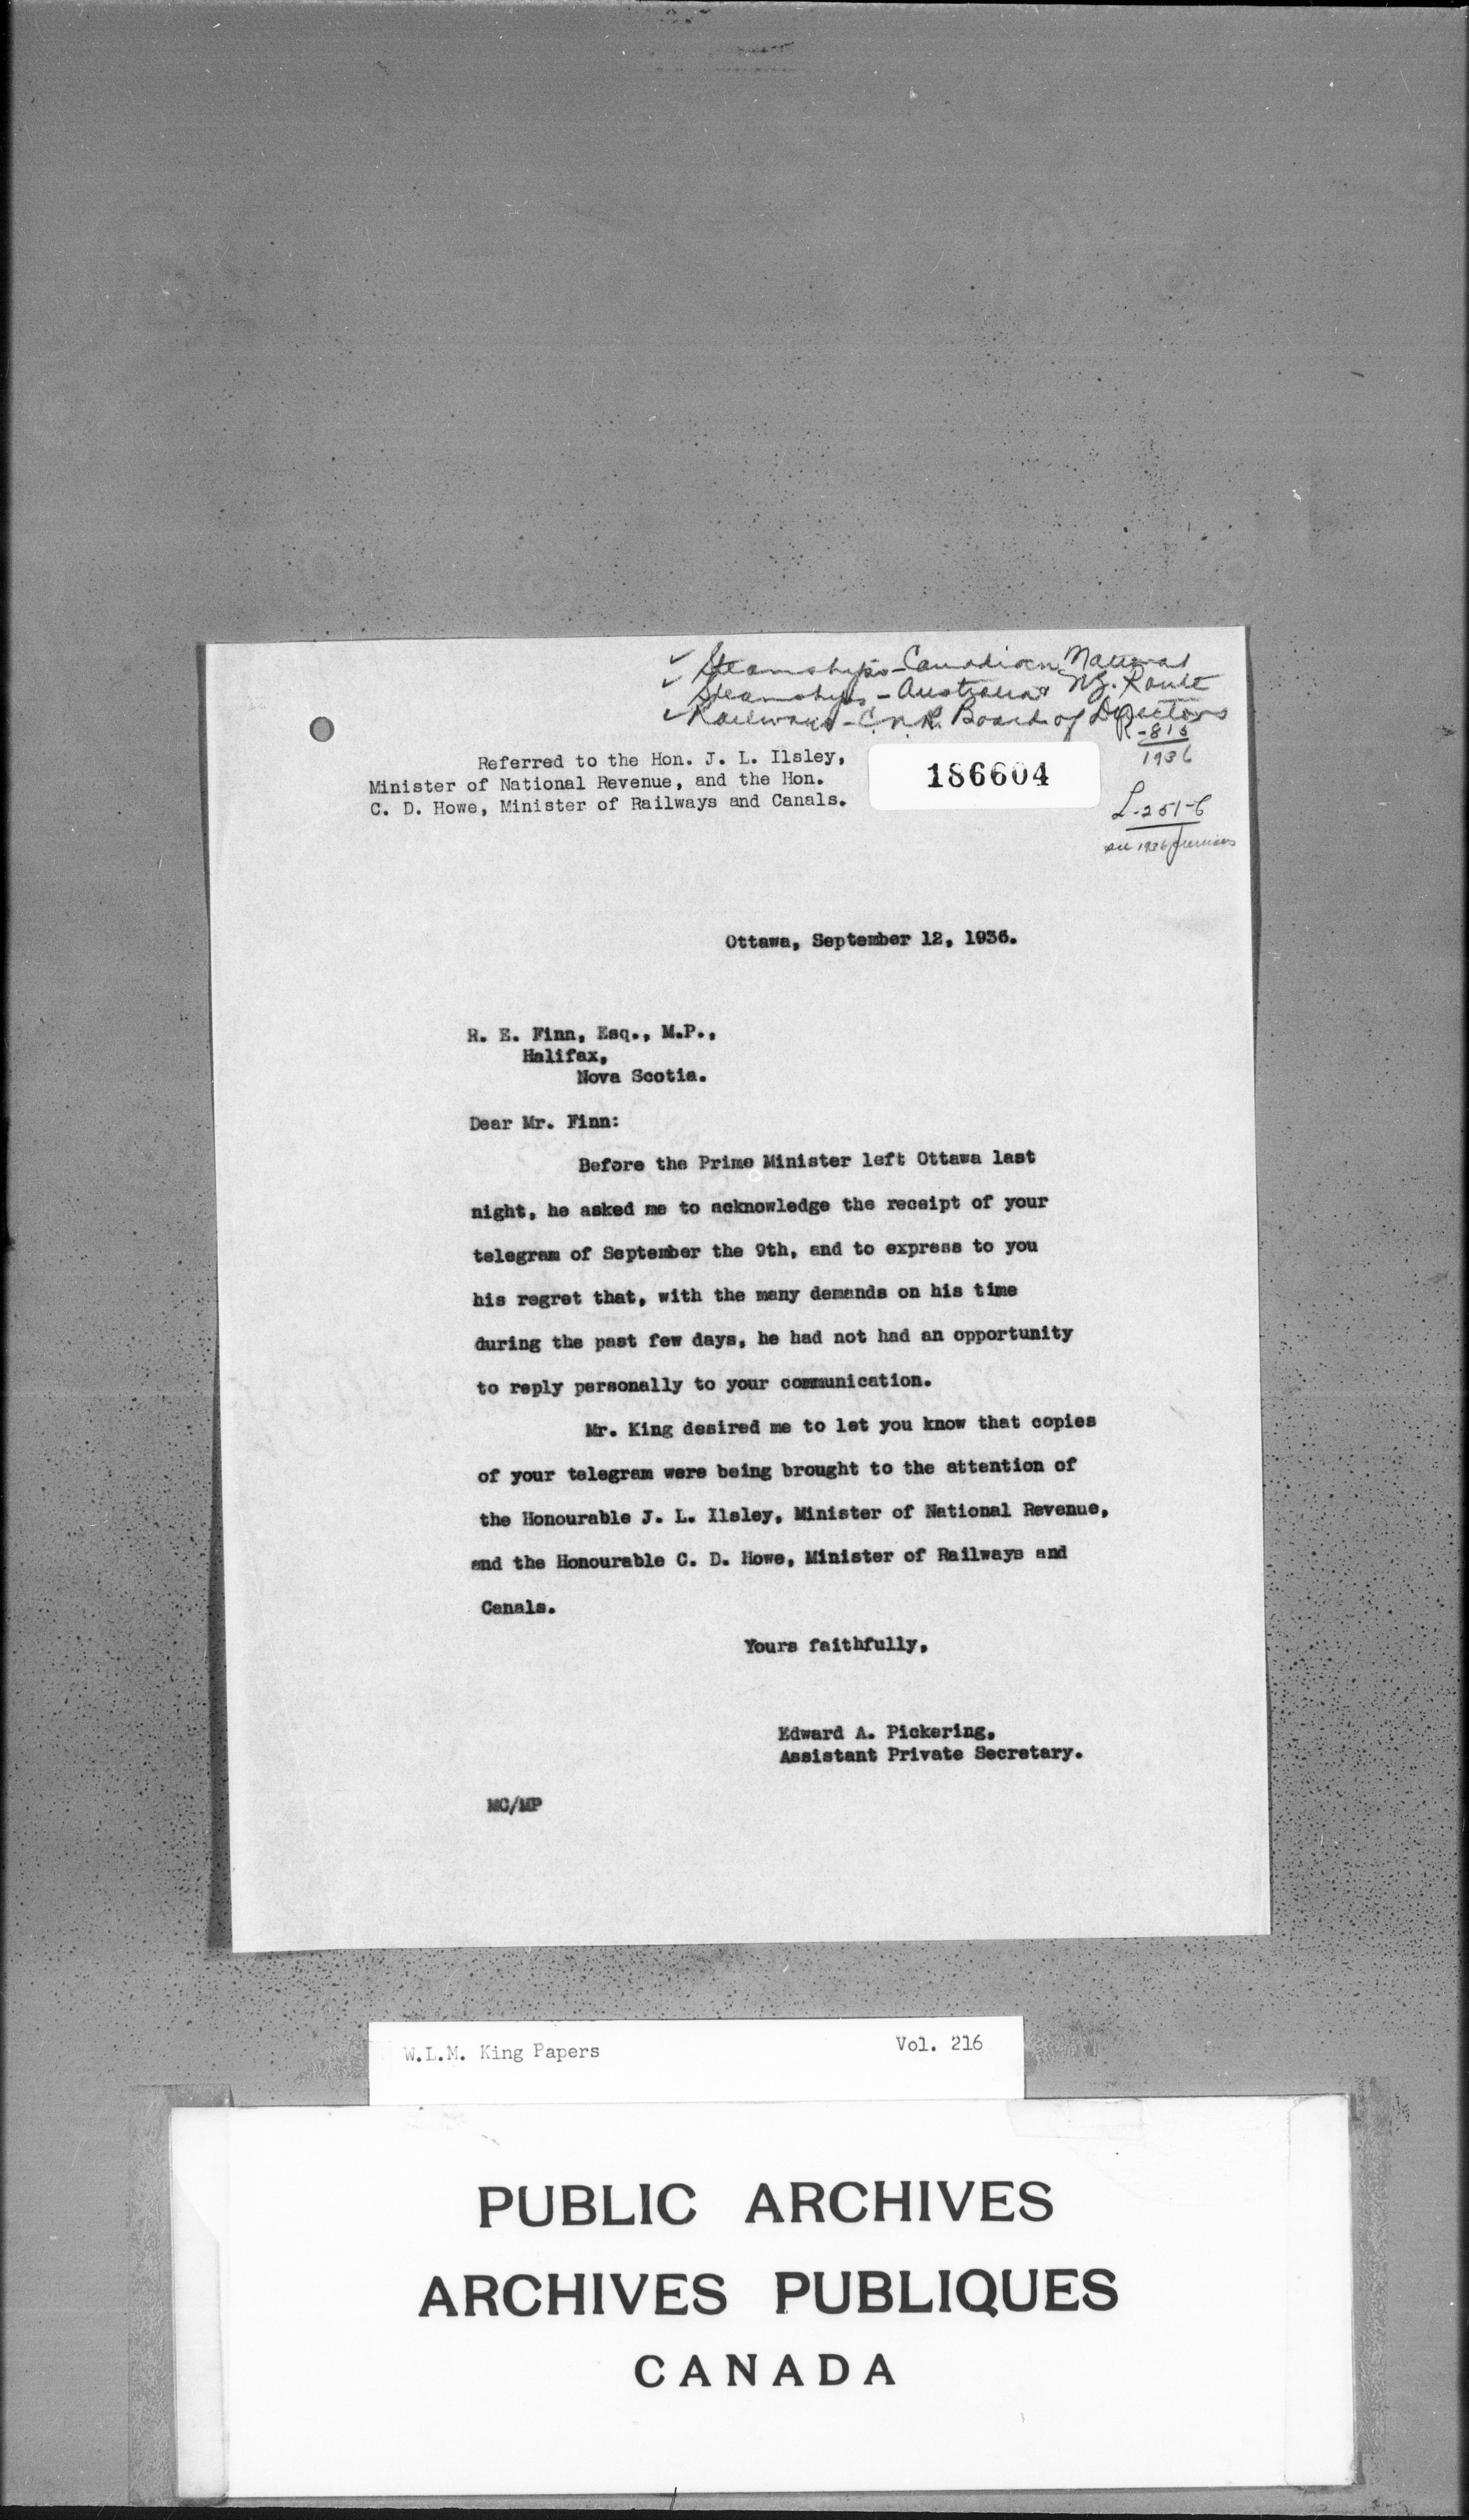 ✓ Steamships - Canadian National
✓ Steamships - Australia & N.Z. Route
✓ Railways - C.N.R. Board of Directors
R-815
1936
Referred to the Hon. J. L. Ilsley,
Minister of National Revenue, and the Hon.
C. D. Howe, Minister of Railways and Canals.
186604
L-251-6
see 1936 previous
Ottawa, September 12, 1936.
R. E. Finn, Esq., M.P.,
Halifax,
Nova Scotia.
Dear Mr. Finn:
Before the Prime Minister left Ottawa last
night, he asked me to acknowledge the receipt of your
telegram of September the 9th, and to express to you
his regret that, with the many demands on his time
during the past few days, he had not had an opportunity
to reply personally to your communication.
Mr. King desired me to let you know that copies
of your telegram were being brought to the attention of
the Honourable J. L. Ilsley, Minister of National Revenue,
and the Honourable C. D. Howe, Minister of Railways and
Canals.
Yours faithfully,
Edward A. Pickering,
Assistant Private Secretary.
MC/MP
W.L.M. King Papers Vol. 216
PUBLIC ARCHIVES
ARCHIVES PUBLIQUES
CANADA